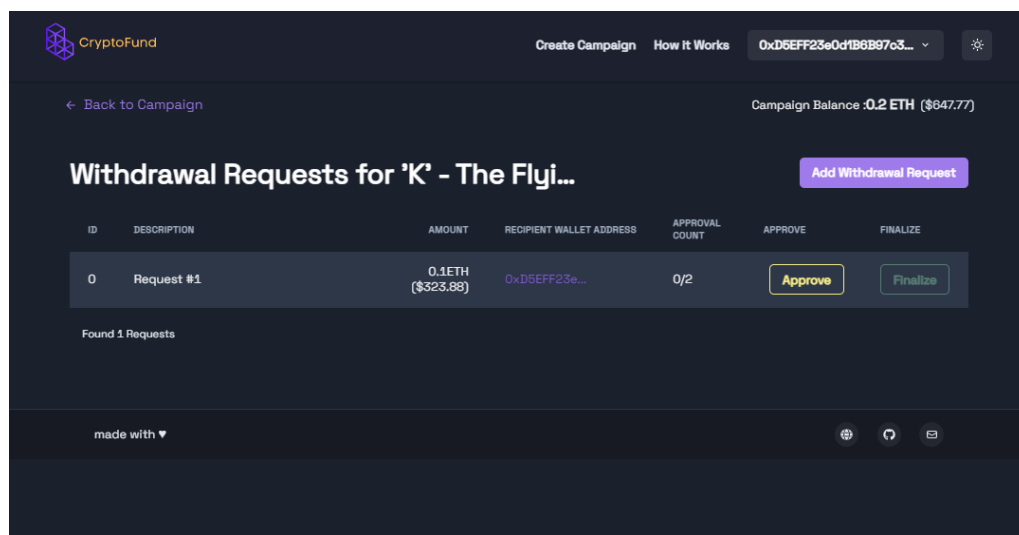 CryptoFund
Create Campaign How It Works 0xD5EFF23e0d1B6B97c3...
← Back to Campaign Campaign Balance :0.2 ETH ($647.77)
Withdrawal Requests for 'K' - The Flyi... Add Withdrawal Request
ID DESCRIPTION AMOUNT RECIPIENT WALLET ADDRESS APPROVAL COUNT APPROVE FINALIZE
0 Request #1 0.1ETH ($323.88) 0xD5EFF23e... 0/2 Approve Finalize
Found 1 Requests
made with ♥